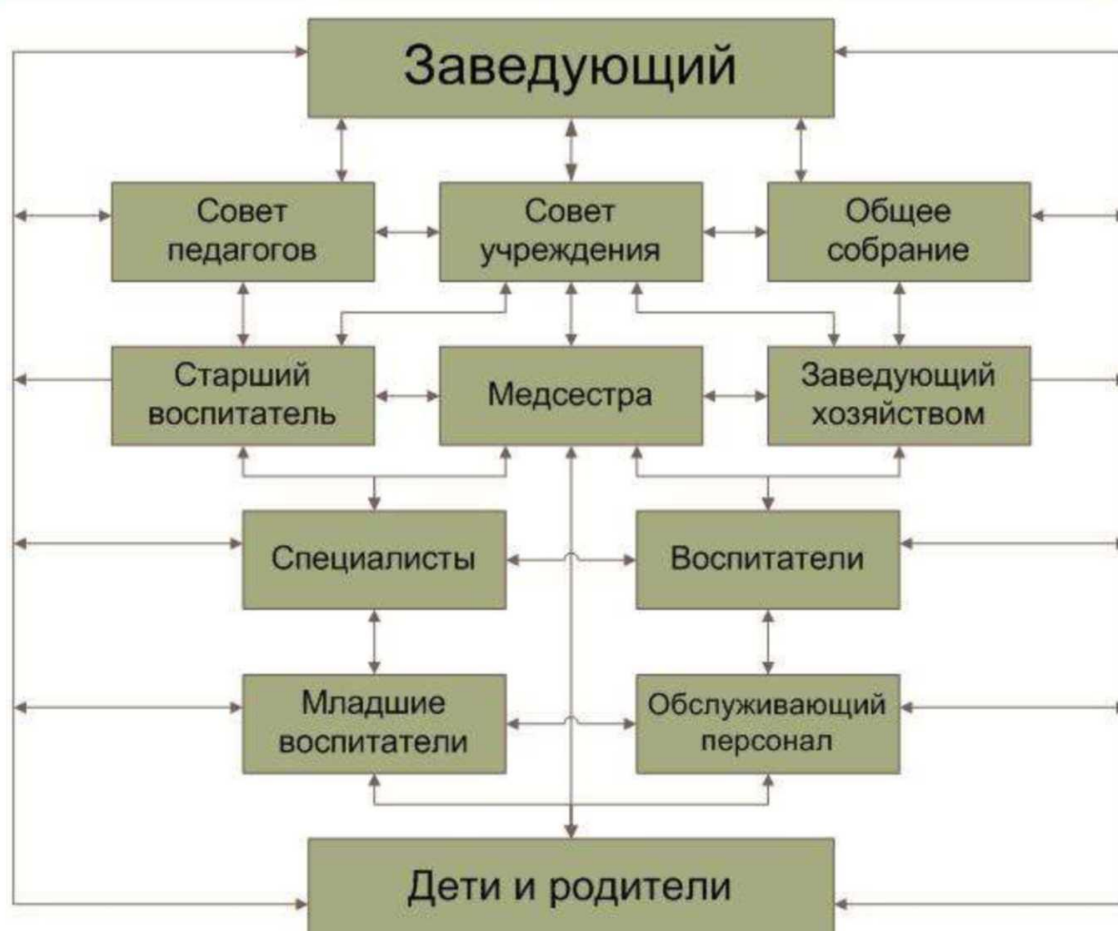 Заведующий
Совет
педагогов
Совет
учреждения
Общее
собрание
Старший
воспитатель
Медсестра
Заведующий
хозяйством
Специалисты
Воспитатели
Младшие
воспитатели
Обслуживающий
персонал
Дети и родители